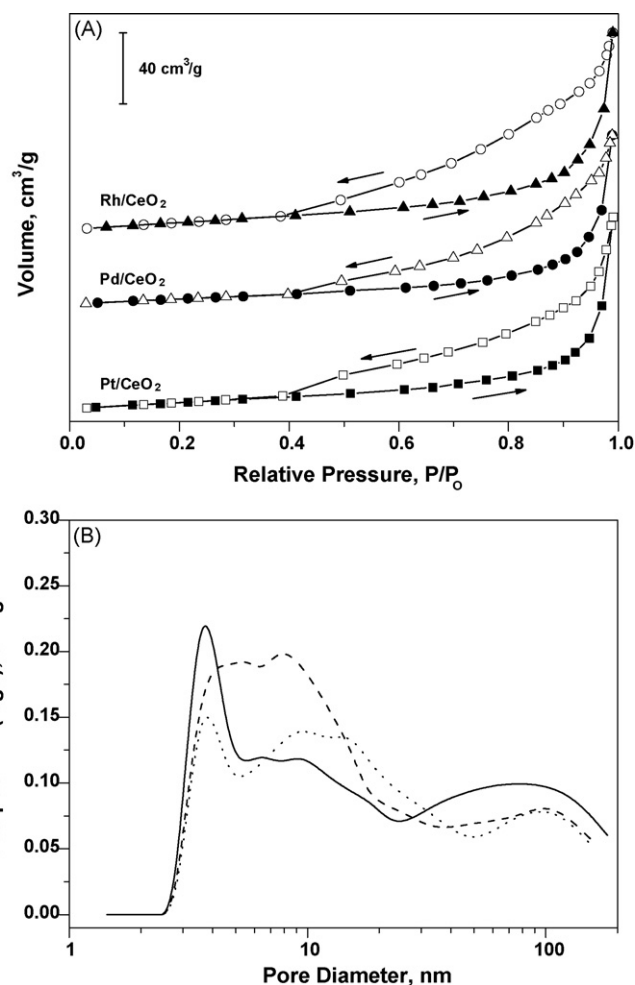 (A)
40 cm³/g
Rh/CeO₂
Pd/CeO₂
Pt/CeO₂
Volume, cm³/g
0.0 0.2 0.4 0.6 0.8 1.0
Relative Pressure, P/P₀
(B)
0.30
0.25
0.20
0.15
0.10
0.05
0.00
1 10 100
Pore Diameter, nm